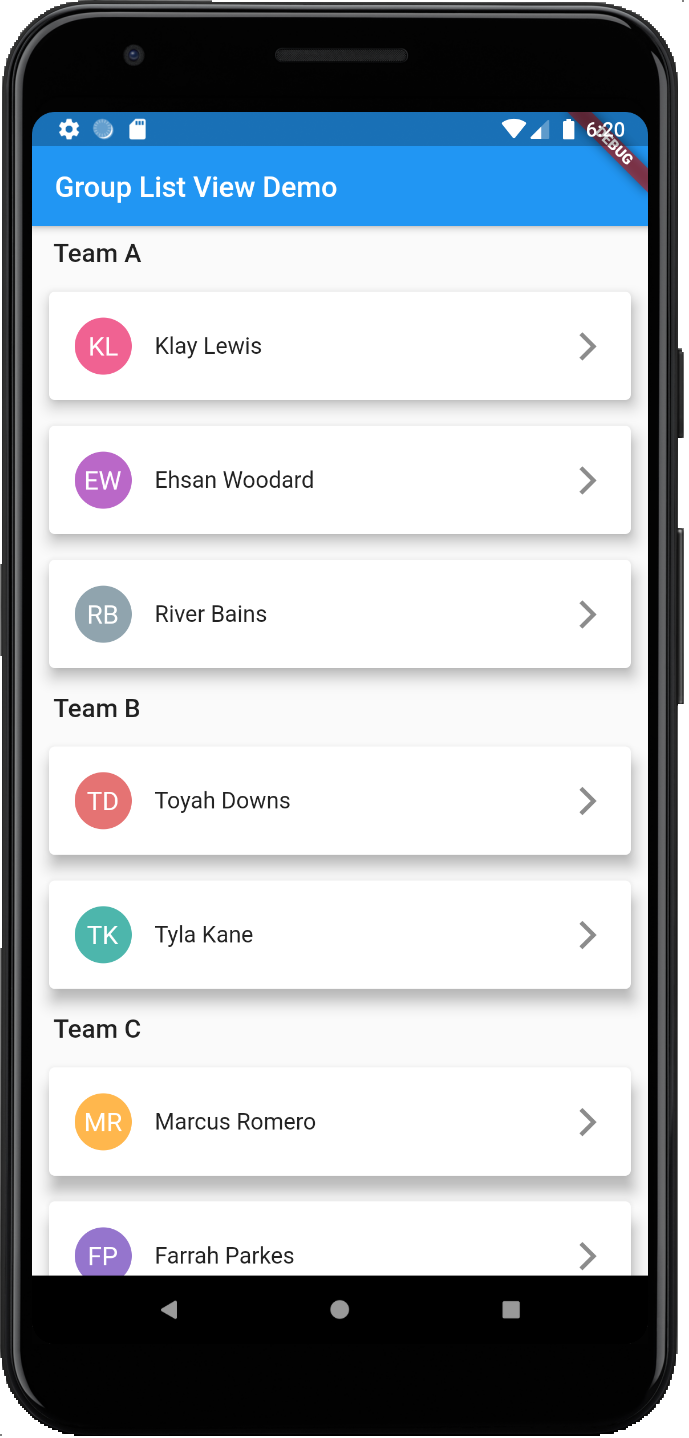 6:20
DEBUG
Group List View Demo
Team A
KL Klay Lewis
EW Ehsan Woodard
RB River Bains
Team B
TD Toyah Downs
TK Tyla Kane
Team C
MR Marcus Romero
FP Farrah Parkes